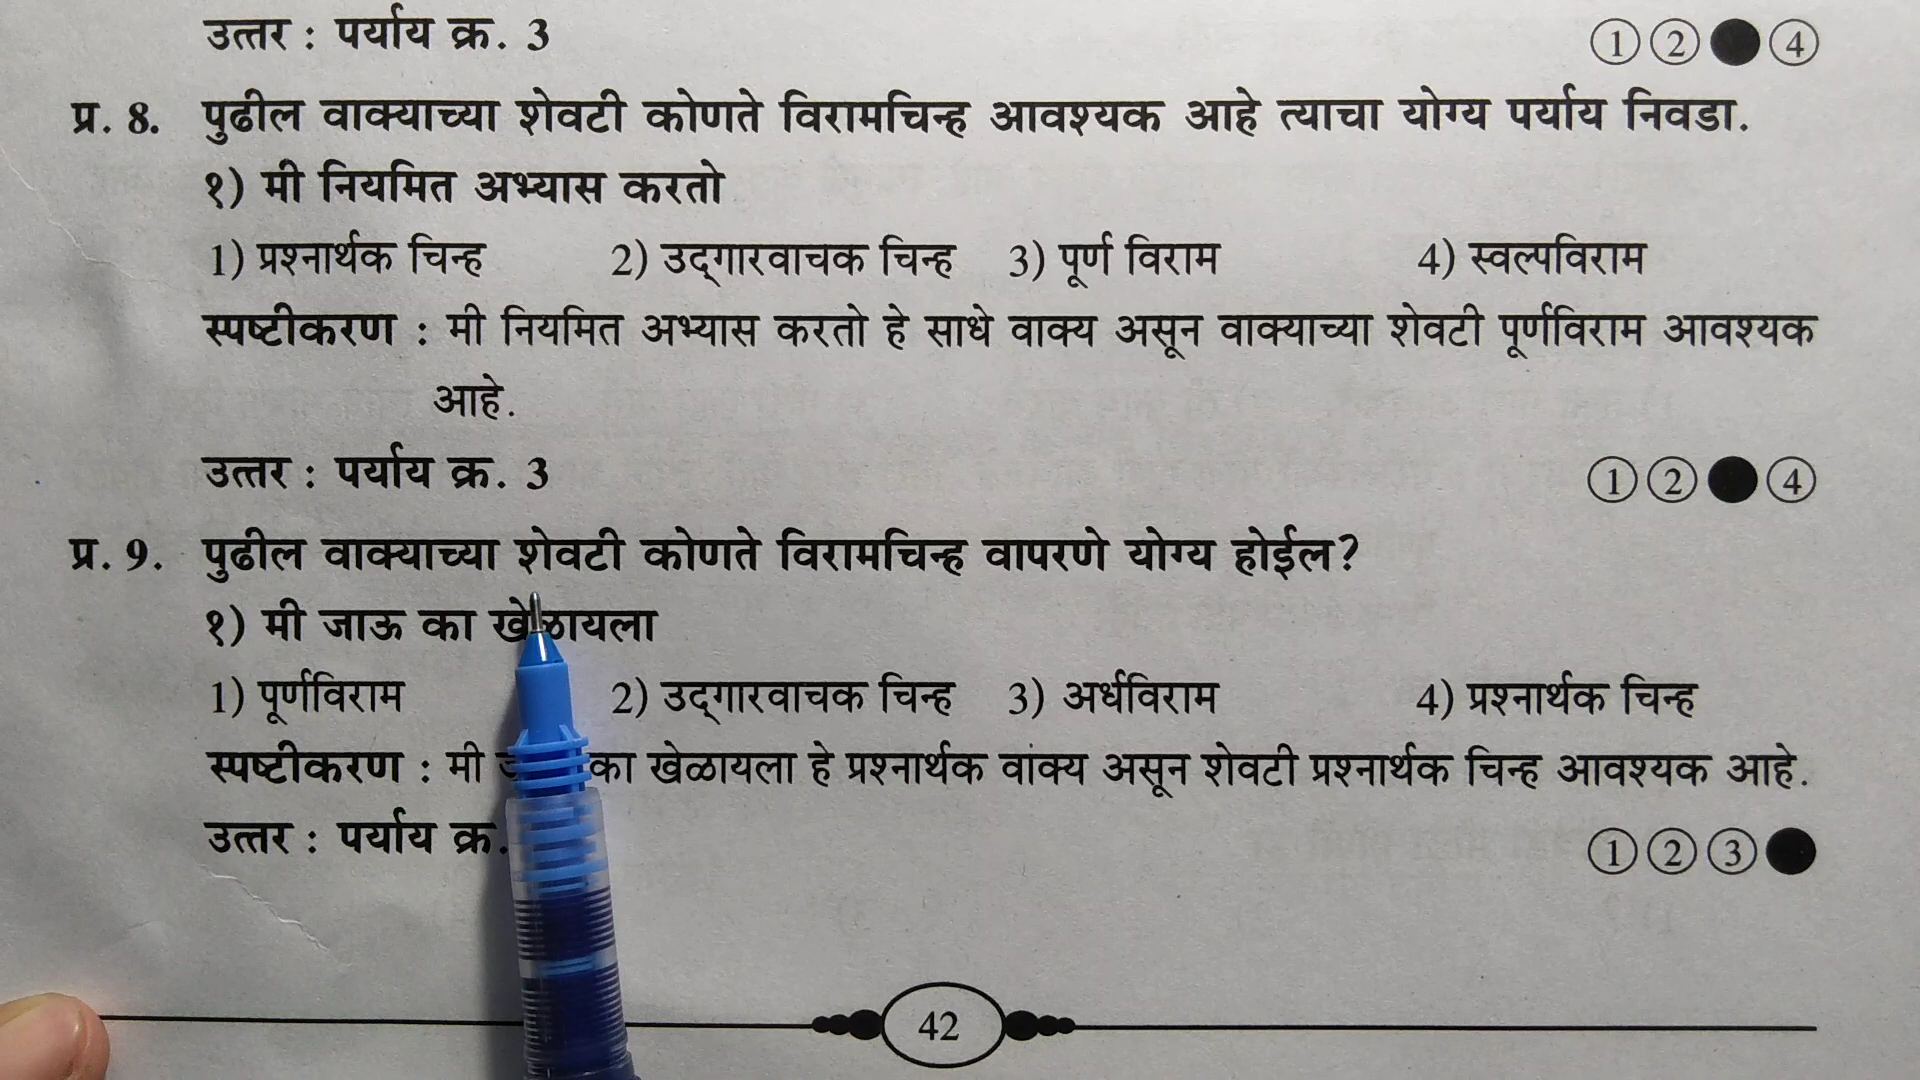 उत्तर : पर्याय क्र. 3 ① ② ● ④
प्र. 8. पुढील वाक्याच्या शेवटी कोणते विरामचिन्ह आवश्यक आहे त्याचा योग्य पर्याय निवडा.
१) मी नियमित अभ्यास करतो
1) प्रश्नार्थक चिन्ह 2) उद्‌गारवाचक चिन्ह 3) पूर्ण विराम 4) स्वल्पविराम
स्पष्टीकरण : मी नियमित अभ्यास करतो हे साधे वाक्य असून वाक्याच्या शेवटी पूर्णविराम आवश्यक
आहे.
उत्तर : पर्याय क्र. 3 ① ② ● ④
प्र. 9. पुढील वाक्याच्या शेवटी कोणते विरामचिन्ह वापरणे योग्य होईल?
१) मी जाऊ का खेळायला
1) पूर्णविराम 2) उद्‌गारवाचक चिन्ह 3) अर्धविराम 4) प्रश्नार्थक चिन्ह
स्पष्टीकरण : मी का खेळायला हे प्रश्नार्थक वांक्य असून शेवटी प्रश्नार्थक चिन्ह आवश्यक आहे.
उत्तर : पर्याय क्र. ① ② ③ ●
42